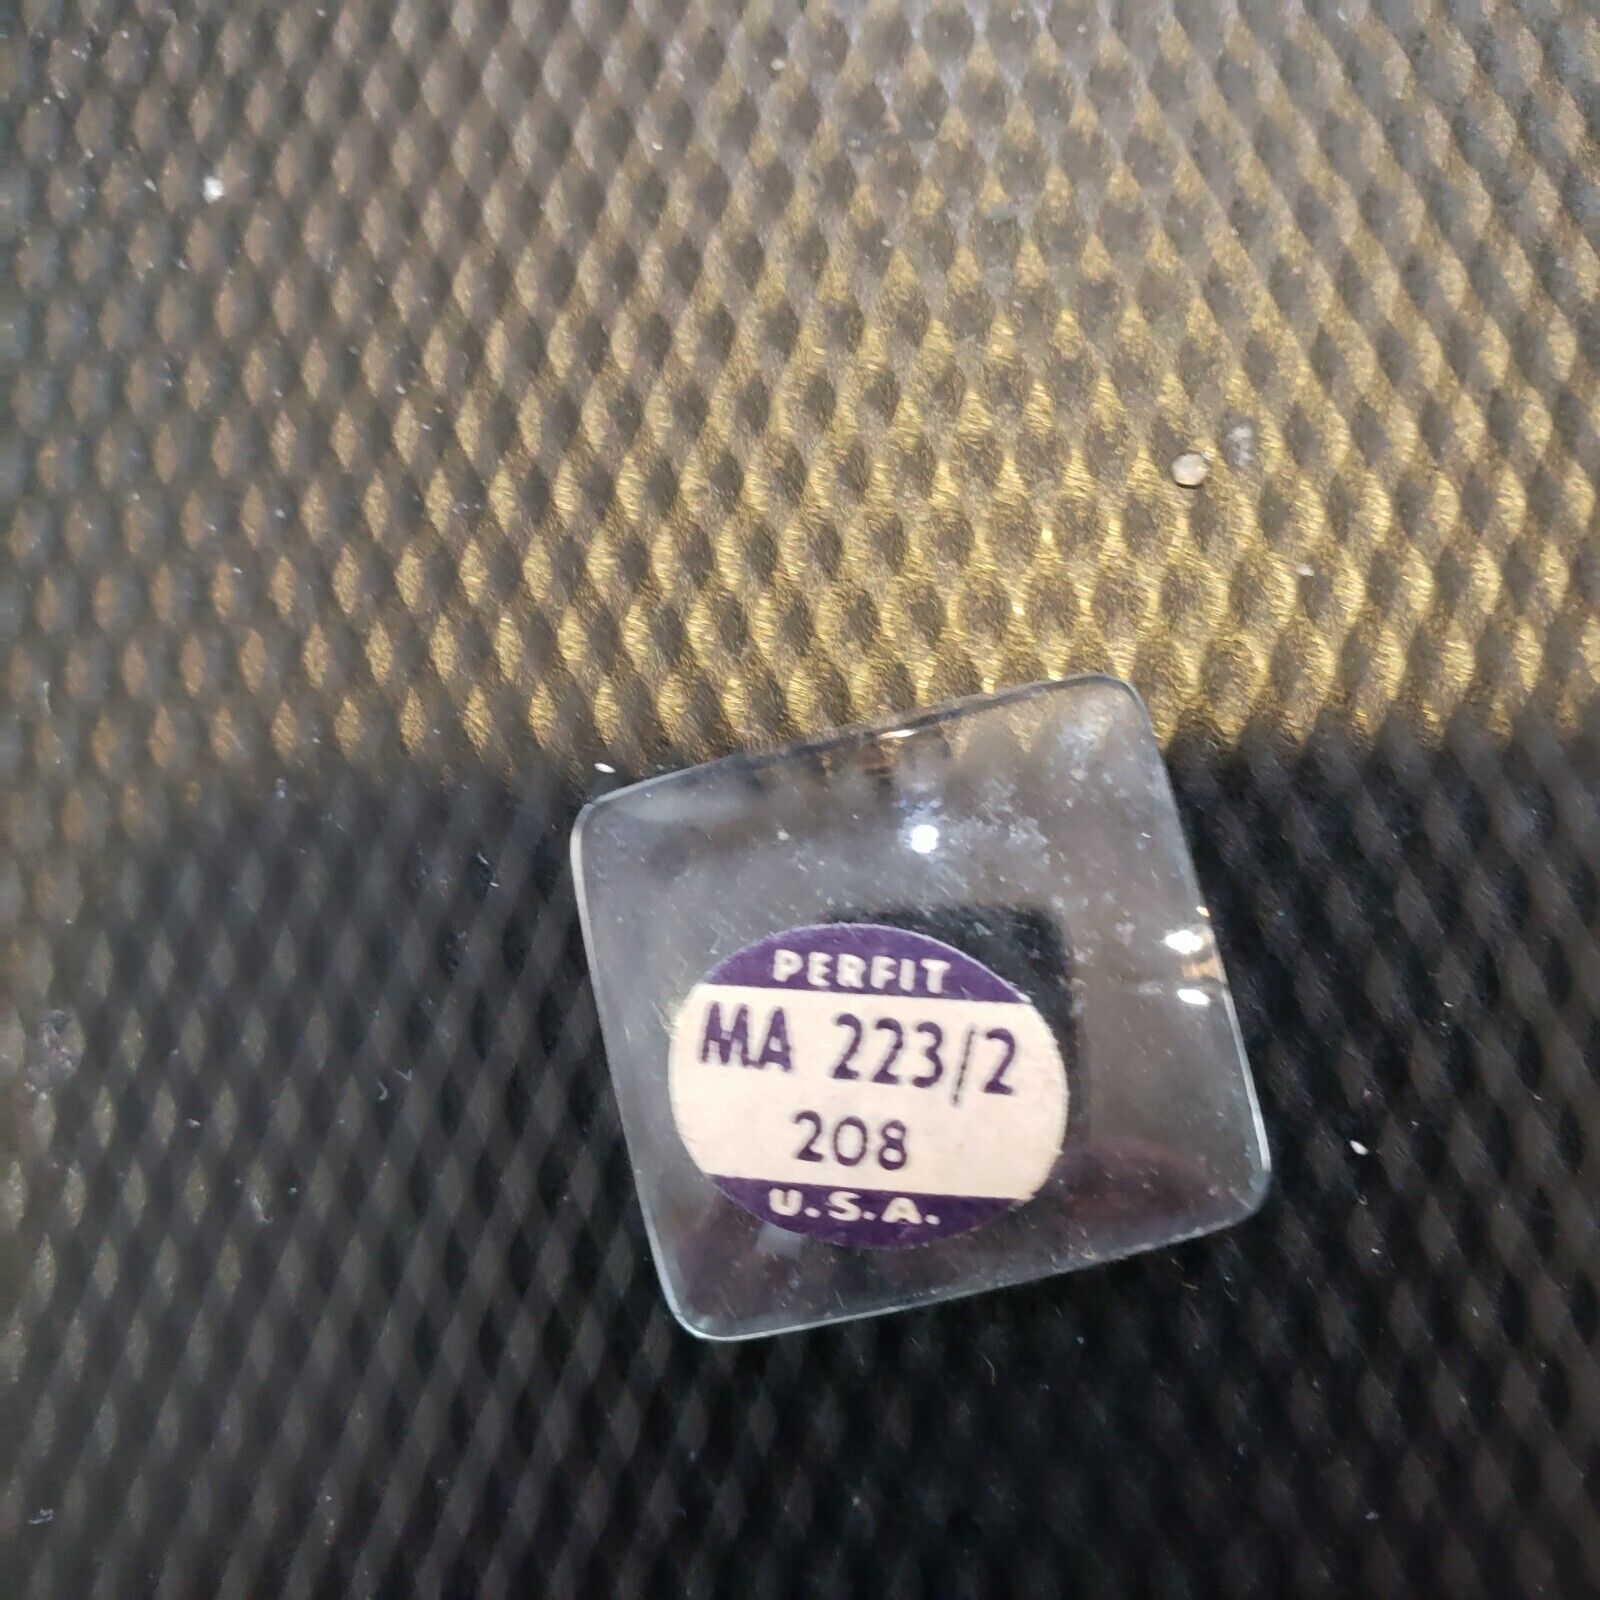 PERFIT
MA 223/2
208
U.S.A.